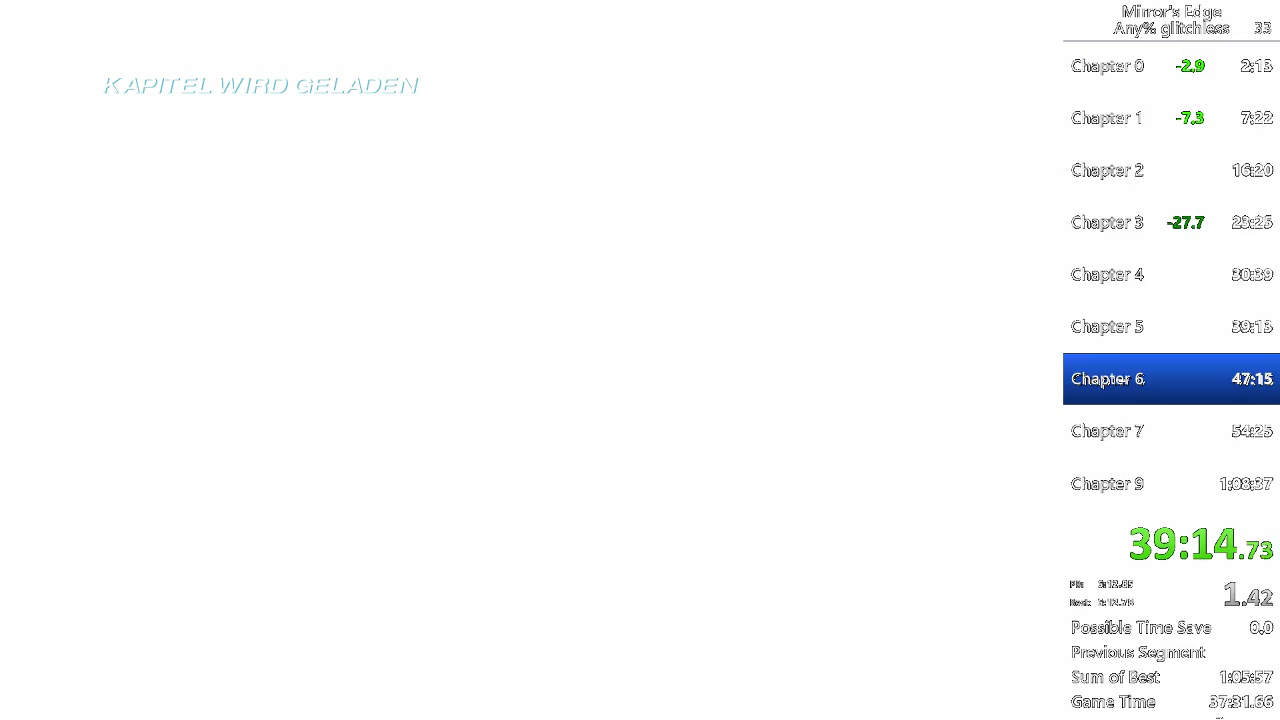 Mirror's Edge
Any% glitchless 33
KAPITEL WIRD GELADEN
Chapter 0 -2.9 2:15
Chapter 1 -7.3 7:22
Chapter 2 16:20
Chapter 3 -27.7 23:25
Chapter 4 30:39
Chapter 5 39:13
Chapter 6 47:15
Chapter 7 54:25
Chapter 9 1:08:37
39:14.73
1.42
Possible Time Save 0.0
Previous Segment
Sum of Best 1:05:57
Game Time 37:31.66